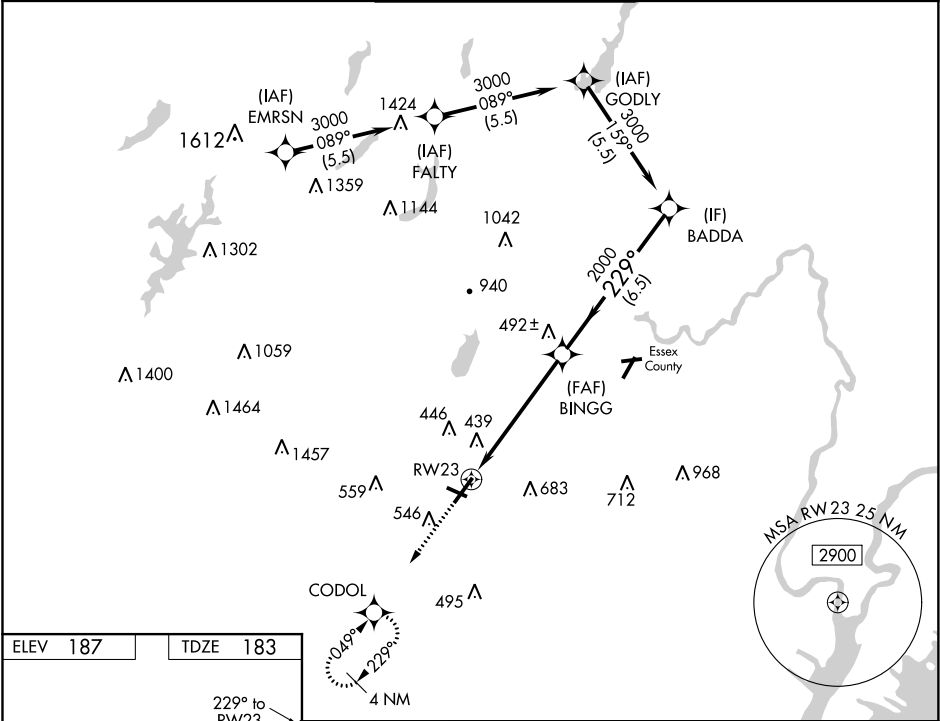 (IAF)
GODLY
3000
089°
(5.5)
3000
159°
(5.5)
(IAF)
EMRSN
3000
089°
(5.5)
1424
1612
(IAF)
FALTY
1359
1144
1042
(IF)
BADDA
1302
2000
229°
(6.5)
940
492±
Essex
County
1059
1400
(FAF)
BINGG
1464
446
439
1457
RW23
559
683
712
968
546
MSA RW23 25 NM
2900
CODOL
495
049°
229°
4 NM
ELEV 187
TDZE 183
229° to
RW23